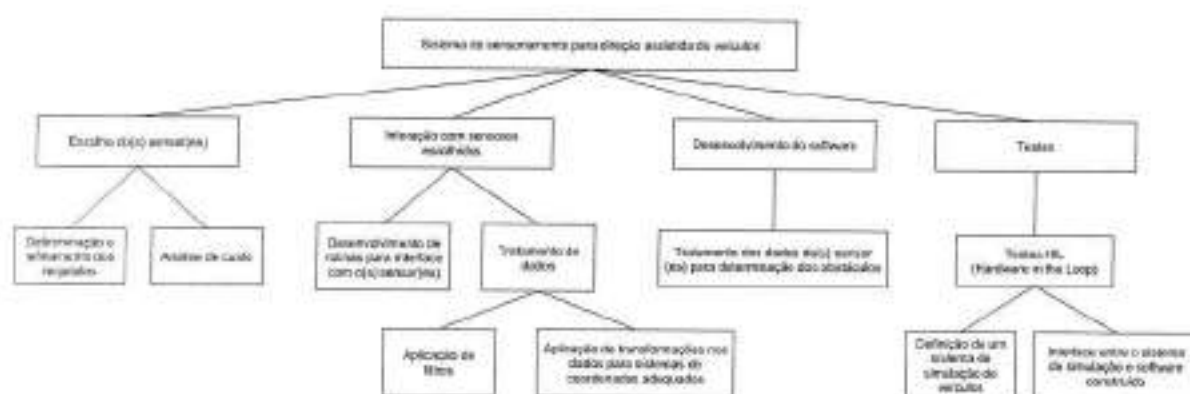 Sistema de sensoriamento para direção assistida de veículos
Escolha do(s) sensor(es)
Interação com sensores
escolhidos
Desenvolvimento do software
Testes
Determinação e
refinamento dos
requisitos
Análise de custo
Desenvolvimento de
rotinas para interface
com o(s) sensor(es)
Tratamento de
dados
Tratamento dos dados do(s) sensor
(es) para determinação dos obstáculos
Testes HIL
(Hardware in the Loop)
Aplicação de
filtros
Aplicação de transformações nos
dados para sistemas de
coordenadas adequados
Definição de um
sistema de
simulação de
veículos
Interface entre o sistema
de simulação e software
construído